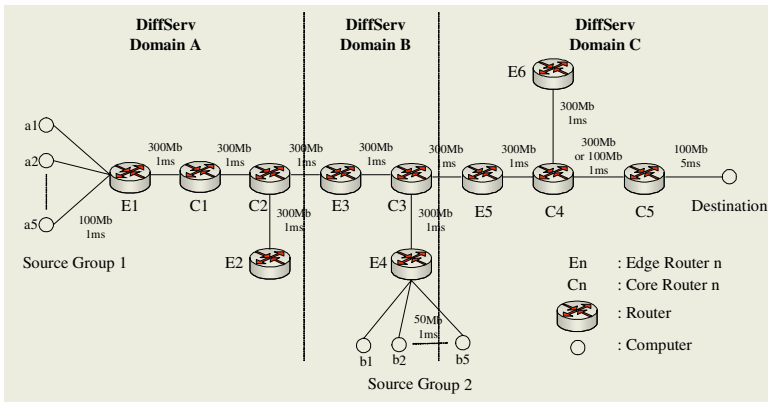 DiffServ
Domain A
DiffServ
Domain B
DiffServ
Domain C
E6
300Mb
1ms
a1
a2
a5
100Mb
1ms
E1
300Mb
1ms
C1
300Mb
1ms
C2
300Mb
1ms
E3
300Mb
1ms
C3
300Mb
1ms
E5
300Mb
1ms
C4
300Mb
or 100Mb
1ms
C5
100Mb
5ms
Destination
Source Group 1
E2
300Mb
1ms
E4
300Mb
1ms
50Mb
1ms
b1
b2
b5
Source Group 2
En : Edge Router n
Cn : Core Router n
: Router
: Computer